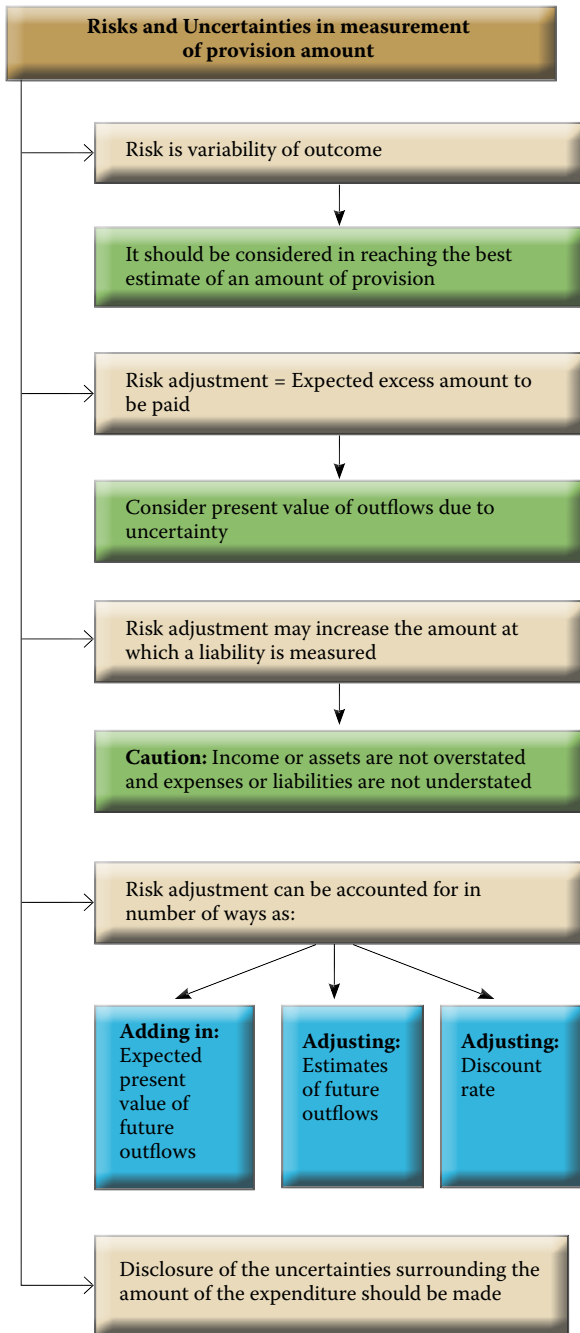 Risks and Uncertainties in measurement
of provision amount
Risk is variability of outcome
It should be considered in reaching the best
estimate of an amount of provision
Risk adjustment = Expected excess amount to
be paid
Consider present value of outflows due to
uncertainty
Risk adjustment may increase the amount at
which a liability is measured
Caution: Income or assets are not overstated
and expenses or liabilities are not understated
Risk adjustment can be accounted for in
number of ways as:
Adding in:
Expected
present
value of
future
outflows
Adjusting:
Estimates
of future
outflows
Adjusting:
Discount
rate
Disclosure of the uncertainties surrounding the
amount of the expenditure should be made